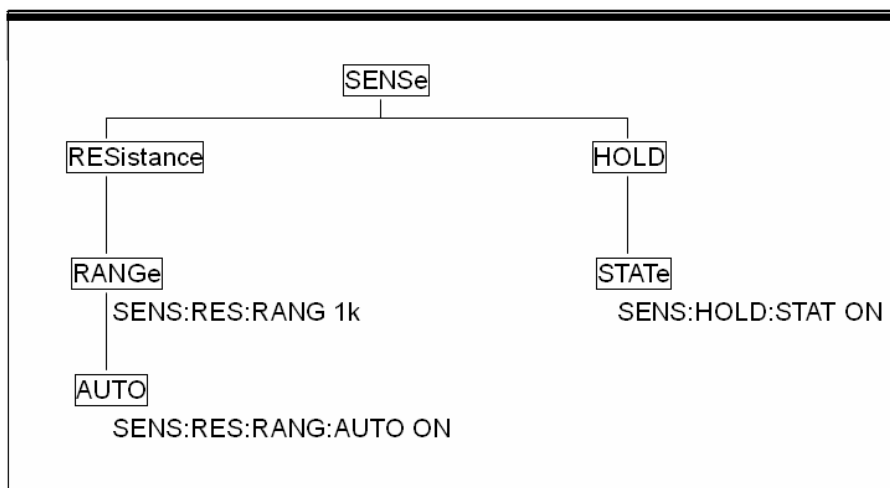 SENSe
RESistance HOLD
RANGe STATe
SENS:RES:RANG 1k SENS:HOLD:STAT ON
AUTO
SENS:RES:RANG:AUTO ON